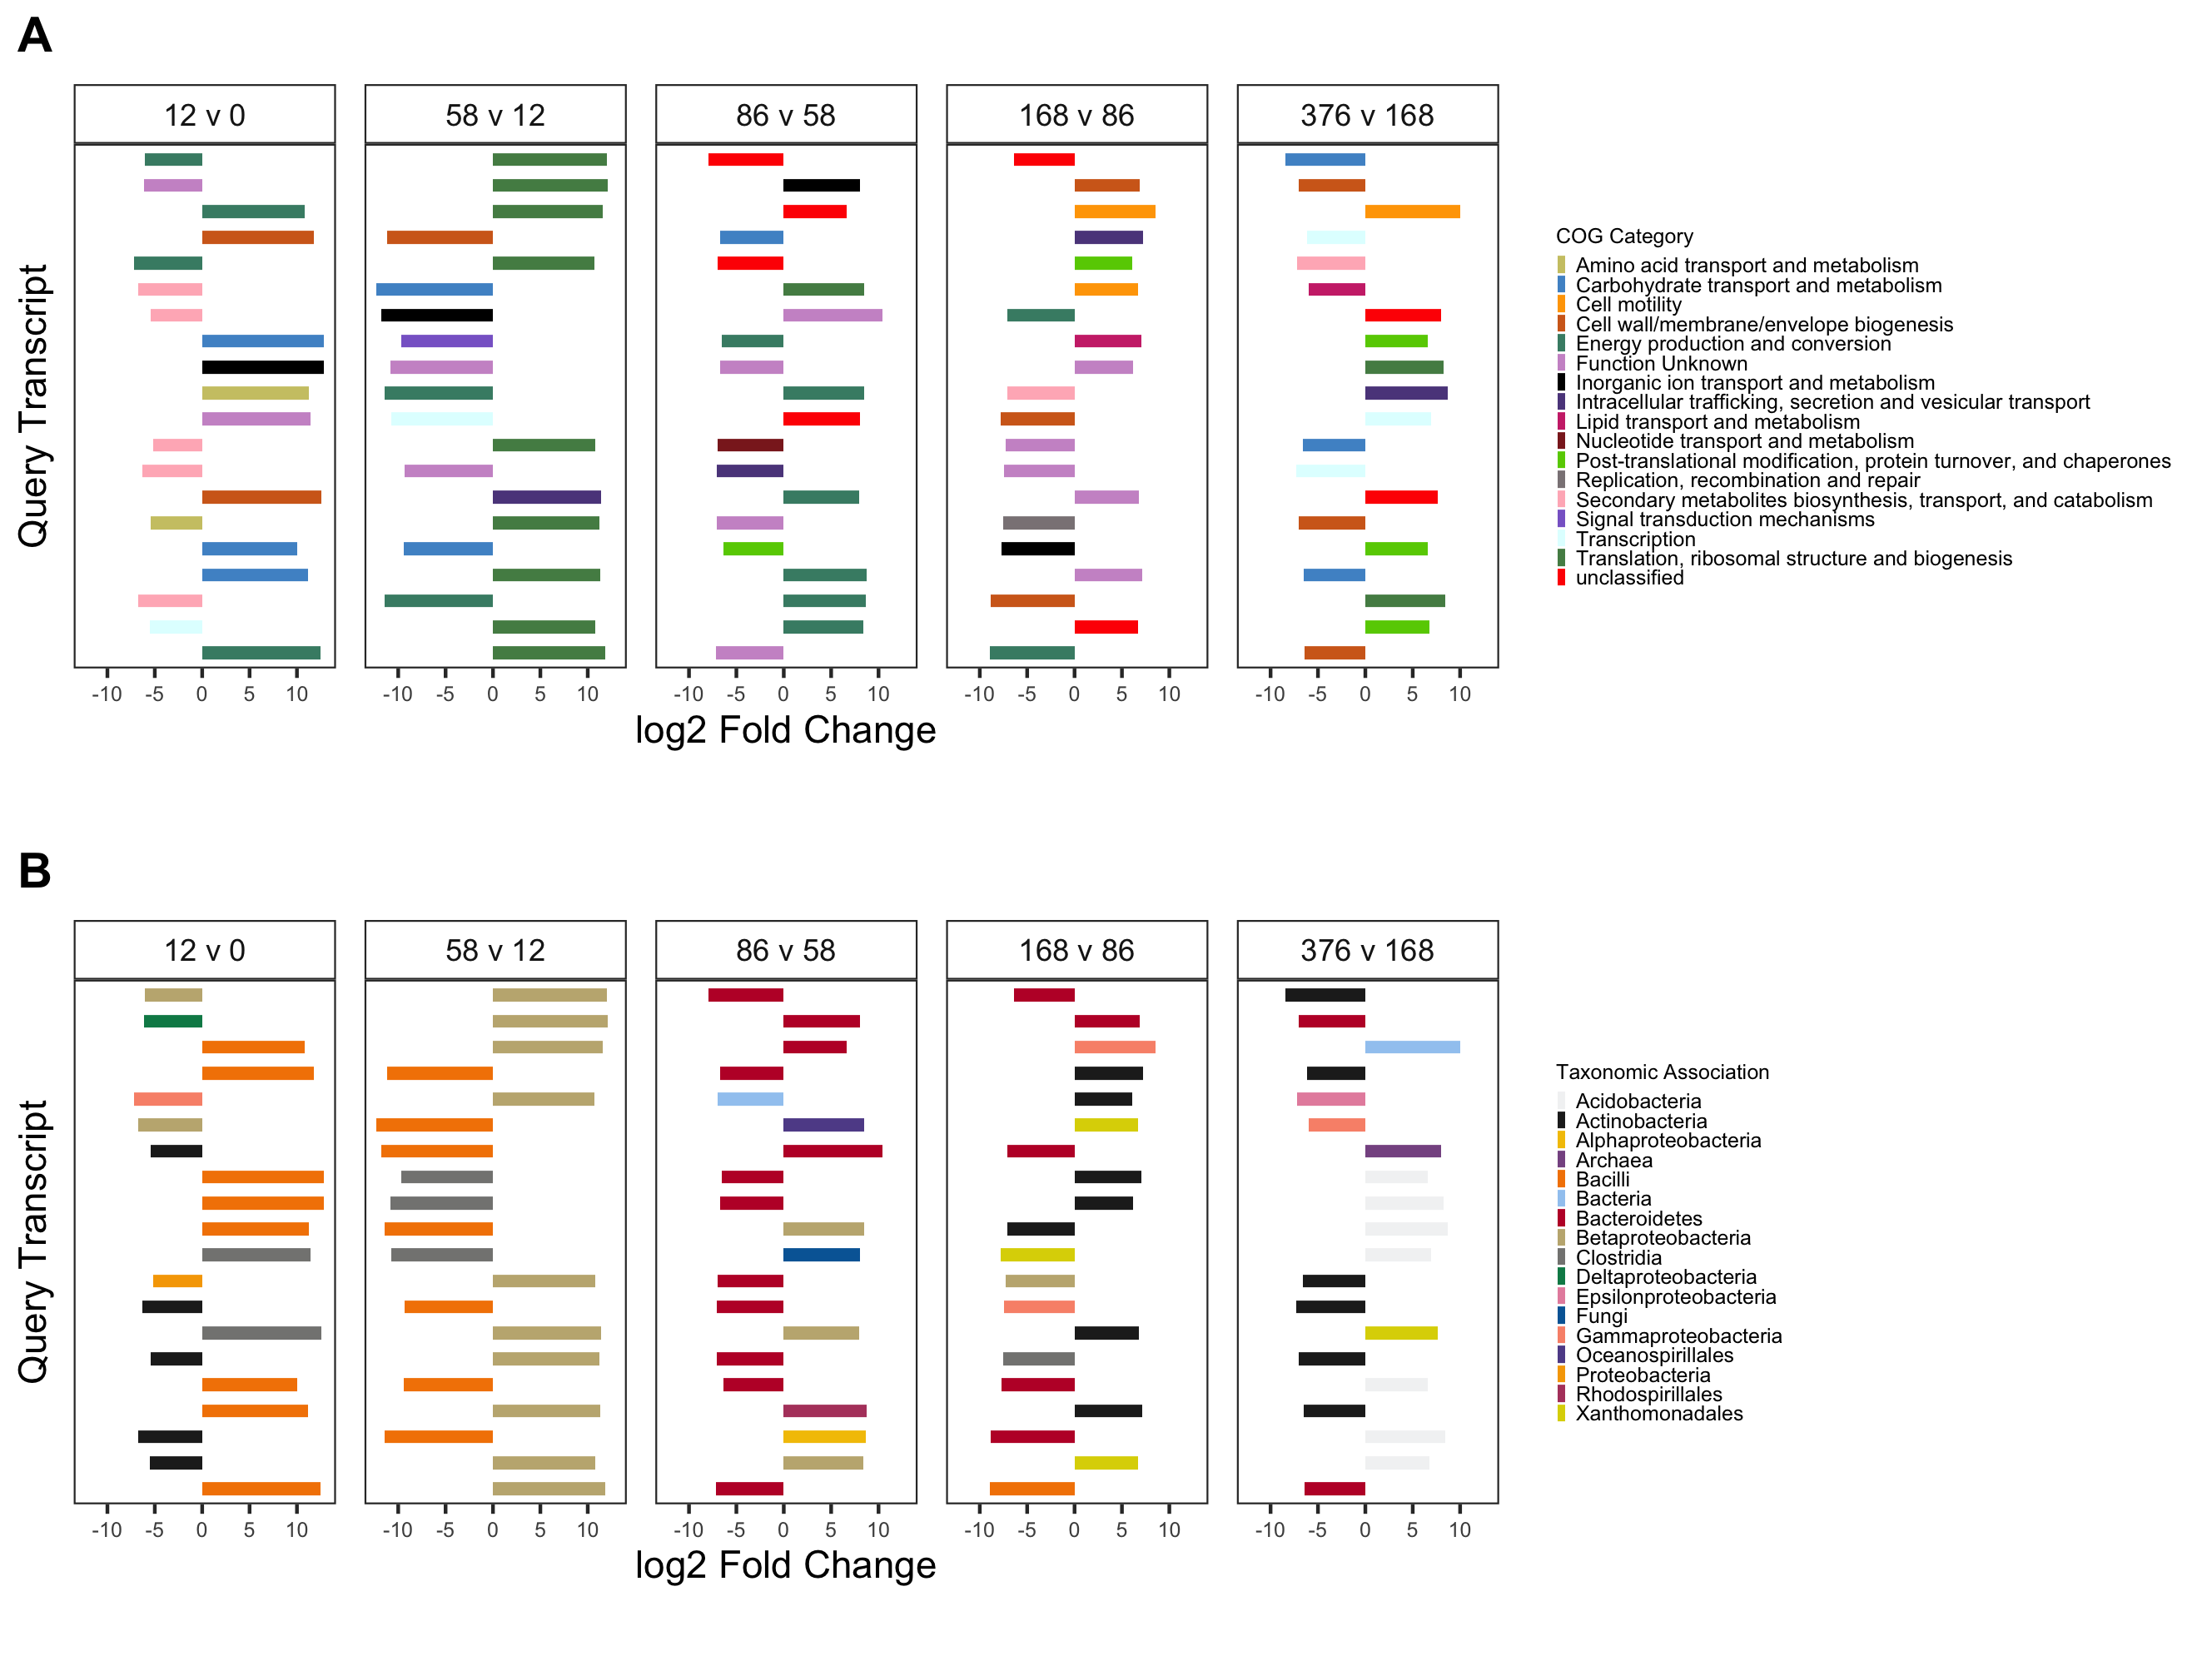 A
12 v 0 58 v 12 86 v 58 168 v 86 376 v 168
Query Transcript
-10 -5 0 5 10 -10 -5 0 5 10 -10 -5 0 5 10 -10 -5 0 5 10 -10 -5 0 5 10
log2 Fold Change
COG Category
Amino acid transport and metabolism
Carbohydrate transport and metabolism
Cell motility
Cell wall/membrane/envelope biogenesis
Energy production and conversion
Function Unknown
Inorganic ion transport and metabolism
Intracellular trafficking, secretion and vesicular transport
Lipid transport and metabolism
Nucleotide transport and metabolism
Post-translational modification, protein turnover, and chaperones
Replication, recombination and repair
Secondary metabolites biosynthesis, transport, and catabolism
Signal transduction mechanisms
Transcription
Translation, ribosomal structure and biogenesis
unclassified
B
12 v 0 58 v 12 86 v 58 168 v 86 376 v 168
Query Transcript
-10 -5 0 5 10 -10 -5 0 5 10 -10 -5 0 5 10 -10 -5 0 5 10 -10 -5 0 5 10
log2 Fold Change
Taxonomic Association
Acidobacteria
Actinobacteria
Alphaproteobacteria
Archaea
Bacilli
Bacteria
Bacteroidetes
Betaproteobacteria
Clostridia
Deltaproteobacteria
Epsilonproteobacteria
Fungi
Gammaproteobacteria
Oceanospirillales
Proteobacteria
Rhodospirillales
Xanthomonadales